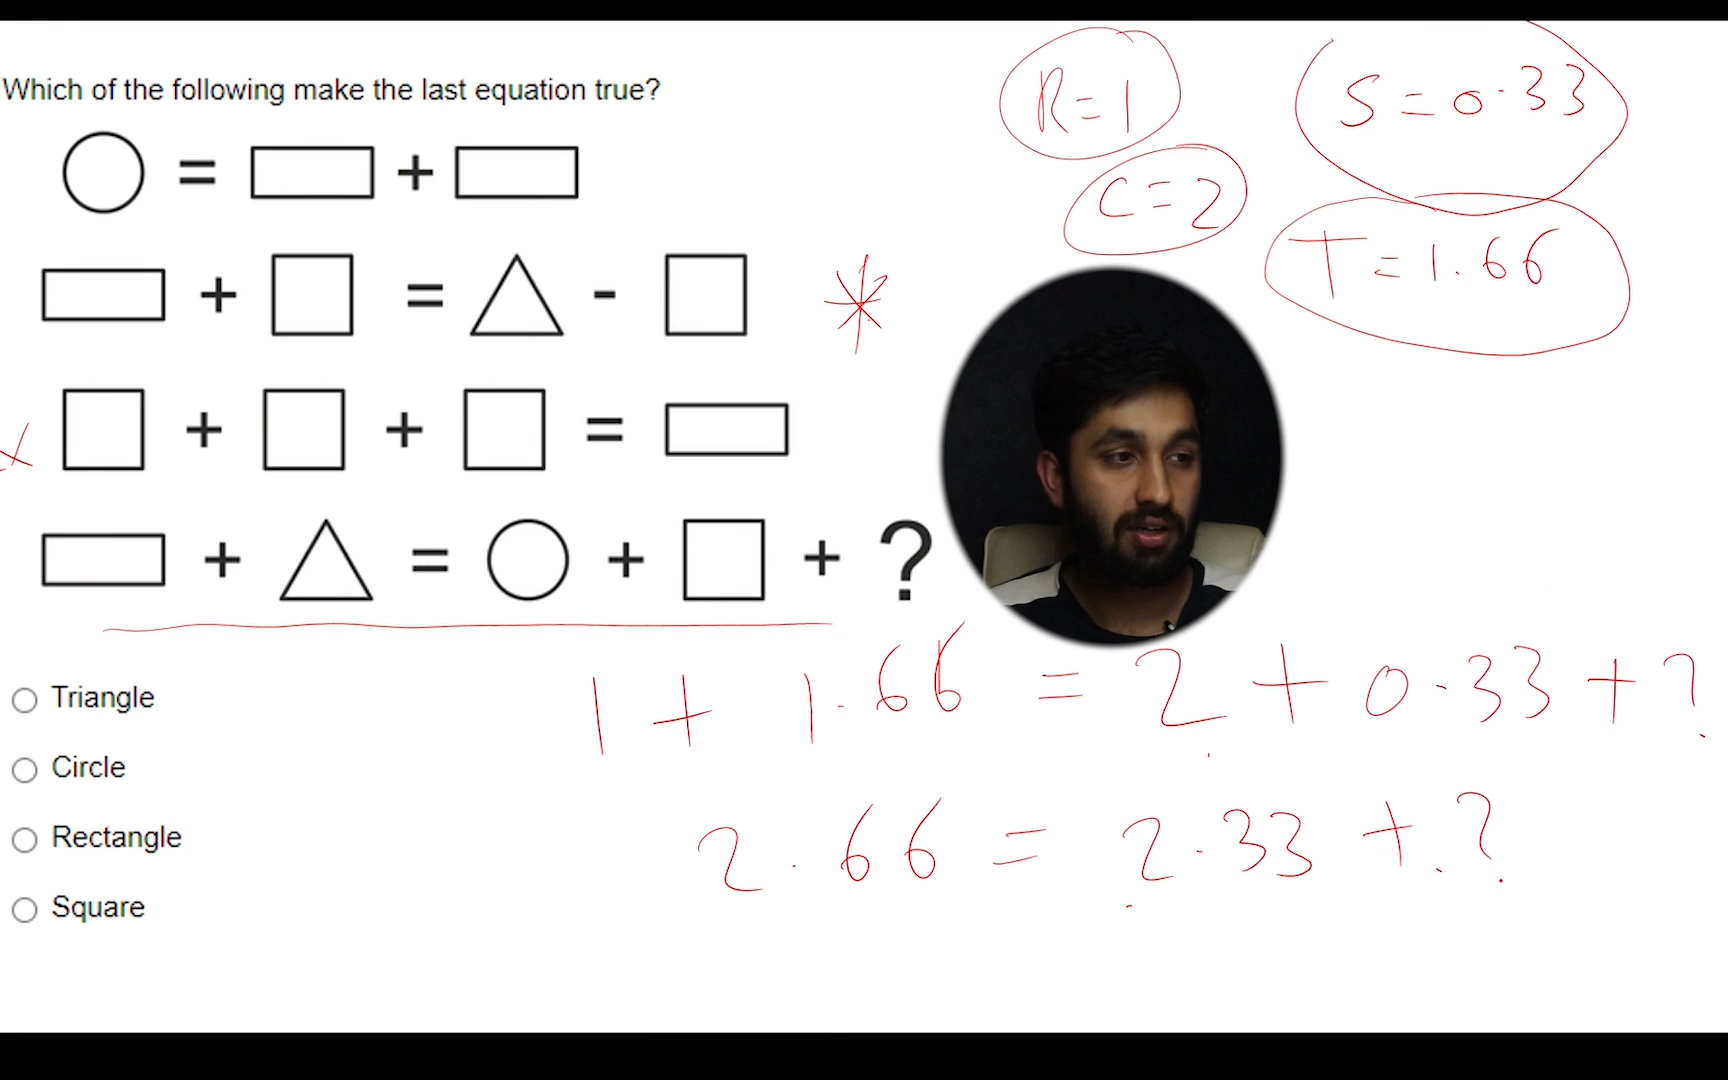 Which of the following make the last equation true?
= +
+ = -
+ + =
+ = + + ?
Triangle
Circle
Rectangle
Square
R=1
C=2
S=0.33
T=1.66
1+1.66=2+0.33+?
2.66=2.33+?